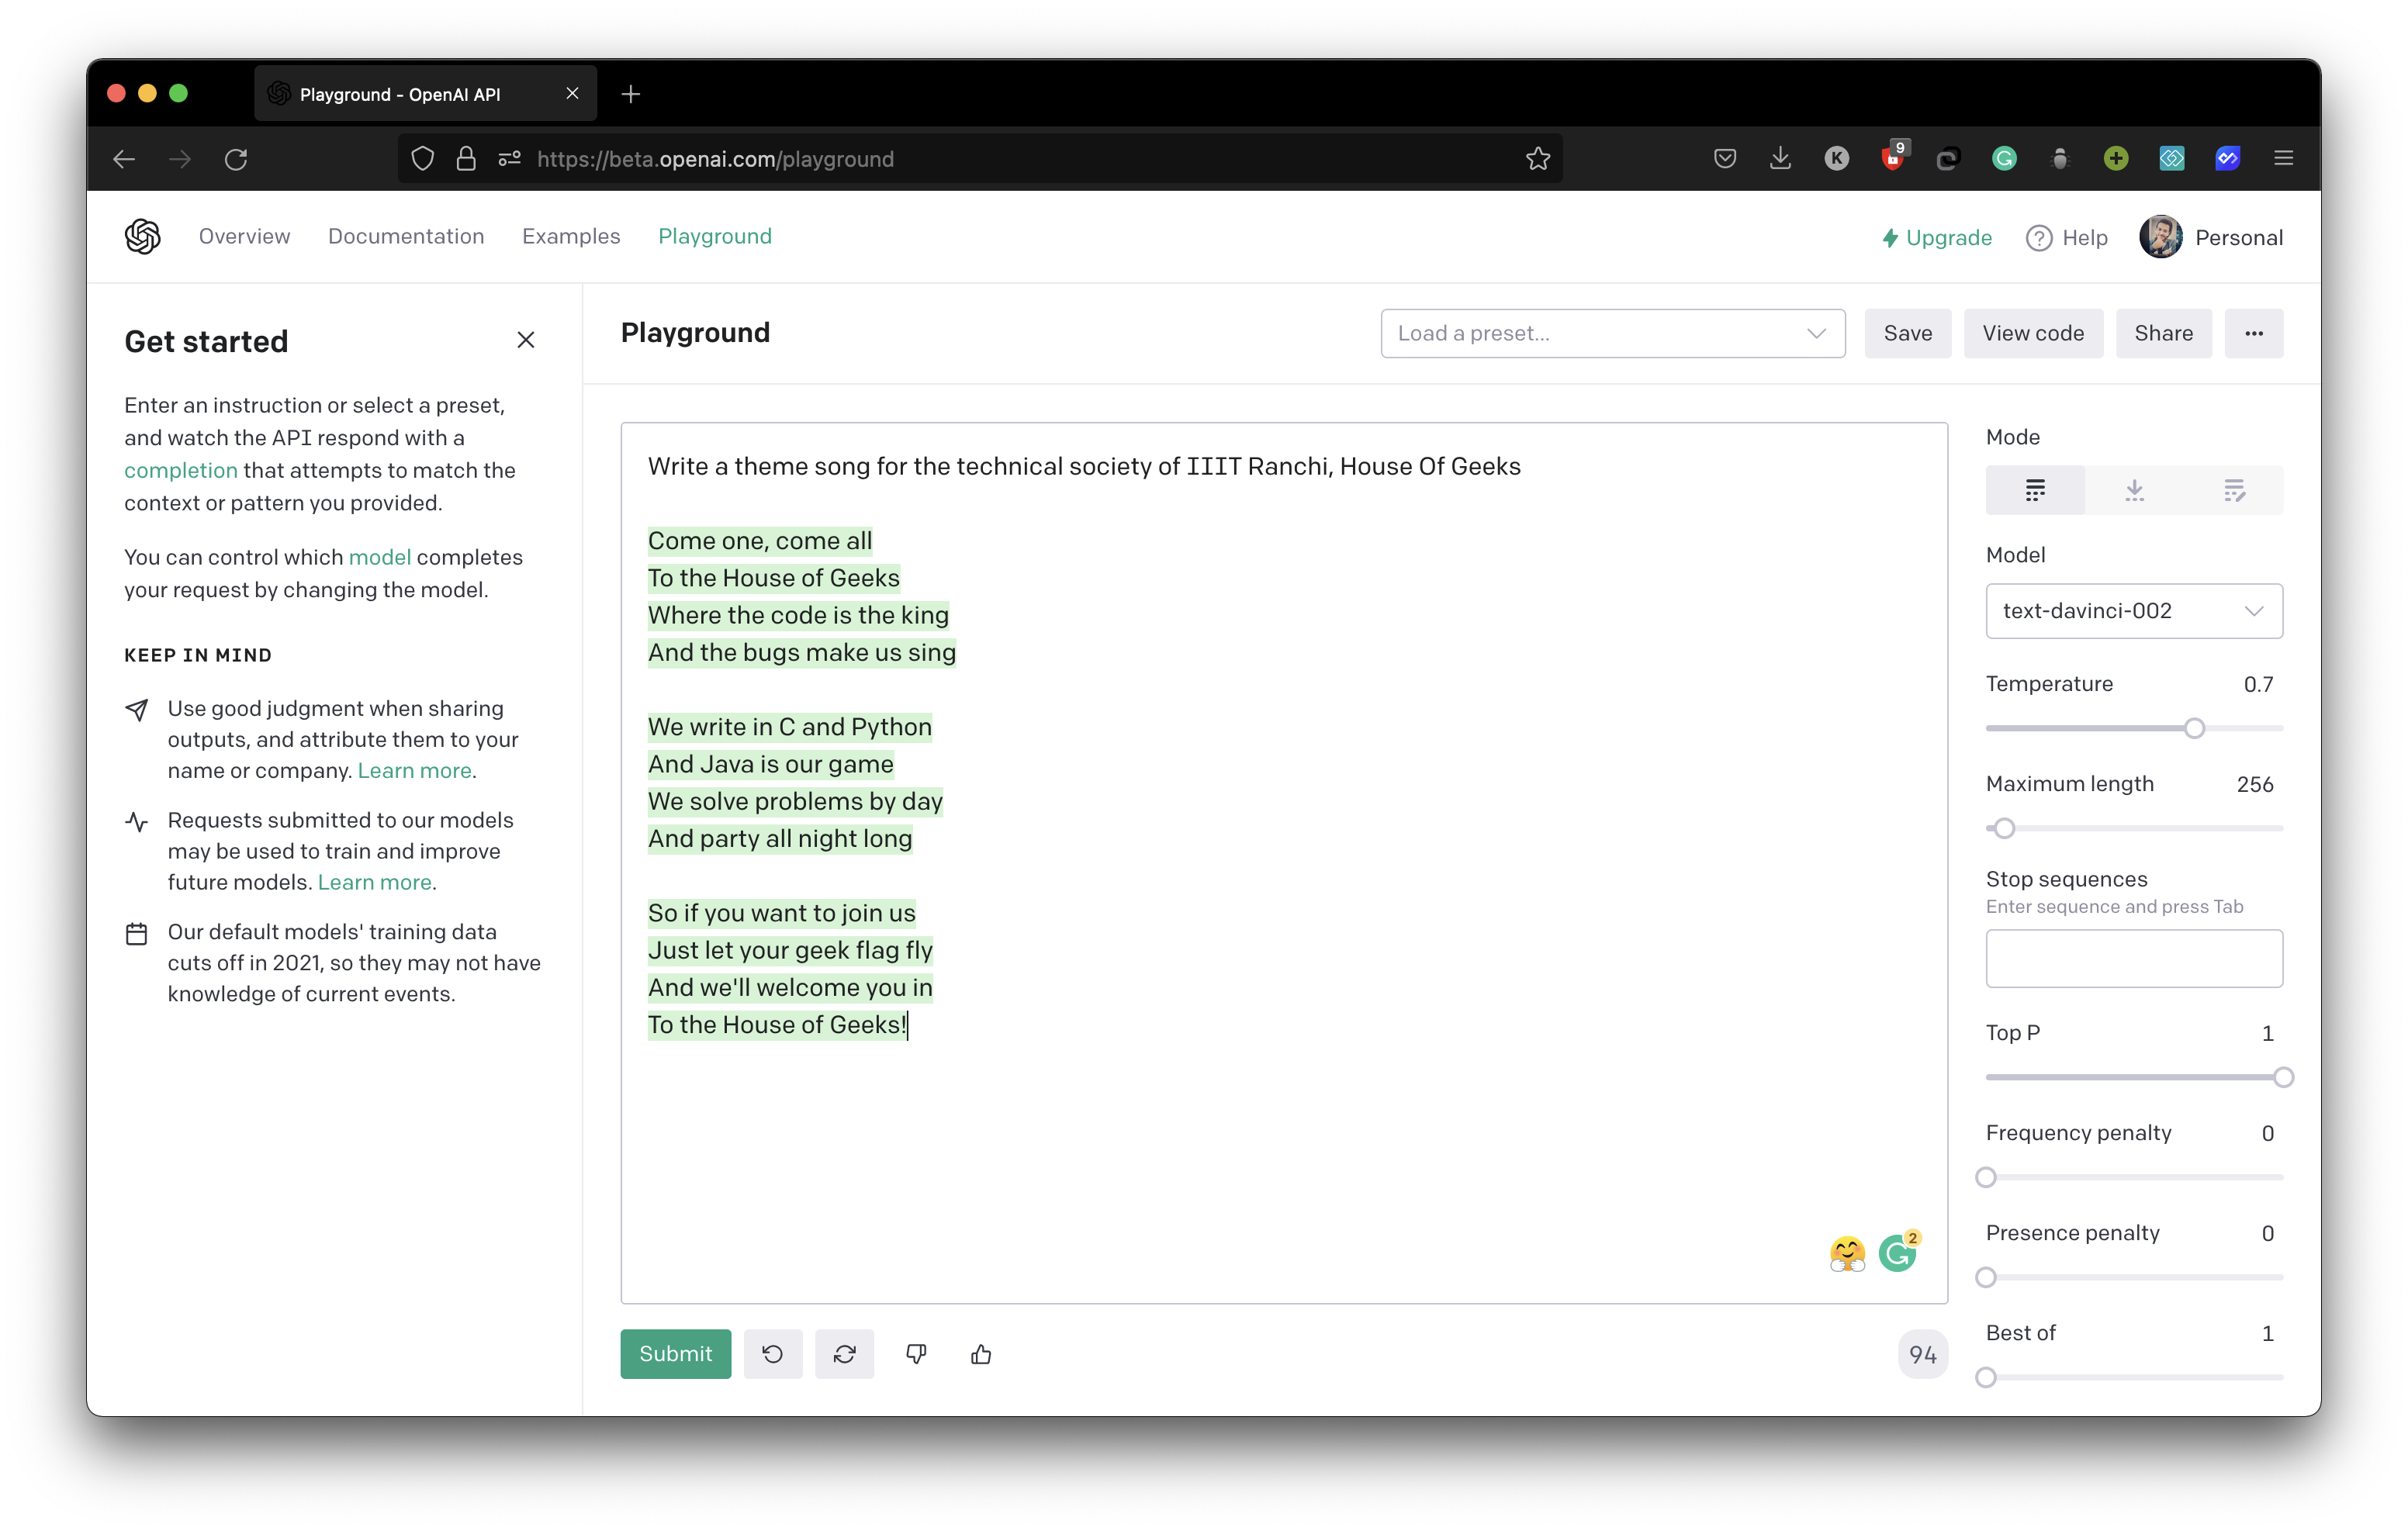 Playground - OpenAI API
https://beta.openai.com/playground
K
9
Overview
Documentation
Examples
Playground
Upgrade
Help
Personal
Get started
Enter an instruction or select a preset,
and watch the API respond with a
completion that attempts to match the
context or pattern you provided.
You can control which model completes
your request by changing the model.
KEEP IN MIND
Use good judgment when sharing
outputs, and attribute them to your
name or company. Learn more.
Requests submitted to our models
may be used to train and improve
future models. Learn more.
Our default models' training data
cuts off in 2021, so they may not have
knowledge of current events.
Playground
Load a preset...
Save
View code
Share
Write a theme song for the technical society of IIIT Ranchi, House Of Geeks
Come one, come all
To the House of Geeks
Where the code is the king
And the bugs make us sing
We write in C and Python
And Java is our game
We solve problems by day
And party all night long
So if you want to join us
Just let your geek flag fly
And we'll welcome you in
To the House of Geeks!
2
Submit
94
Mode
Model
text-davinci-002
Temperature 0.7
Maximum length 256
Stop sequences
Enter sequence and press Tab
Top P 1
Frequency penalty 0
Presence penalty 0
Best of 1